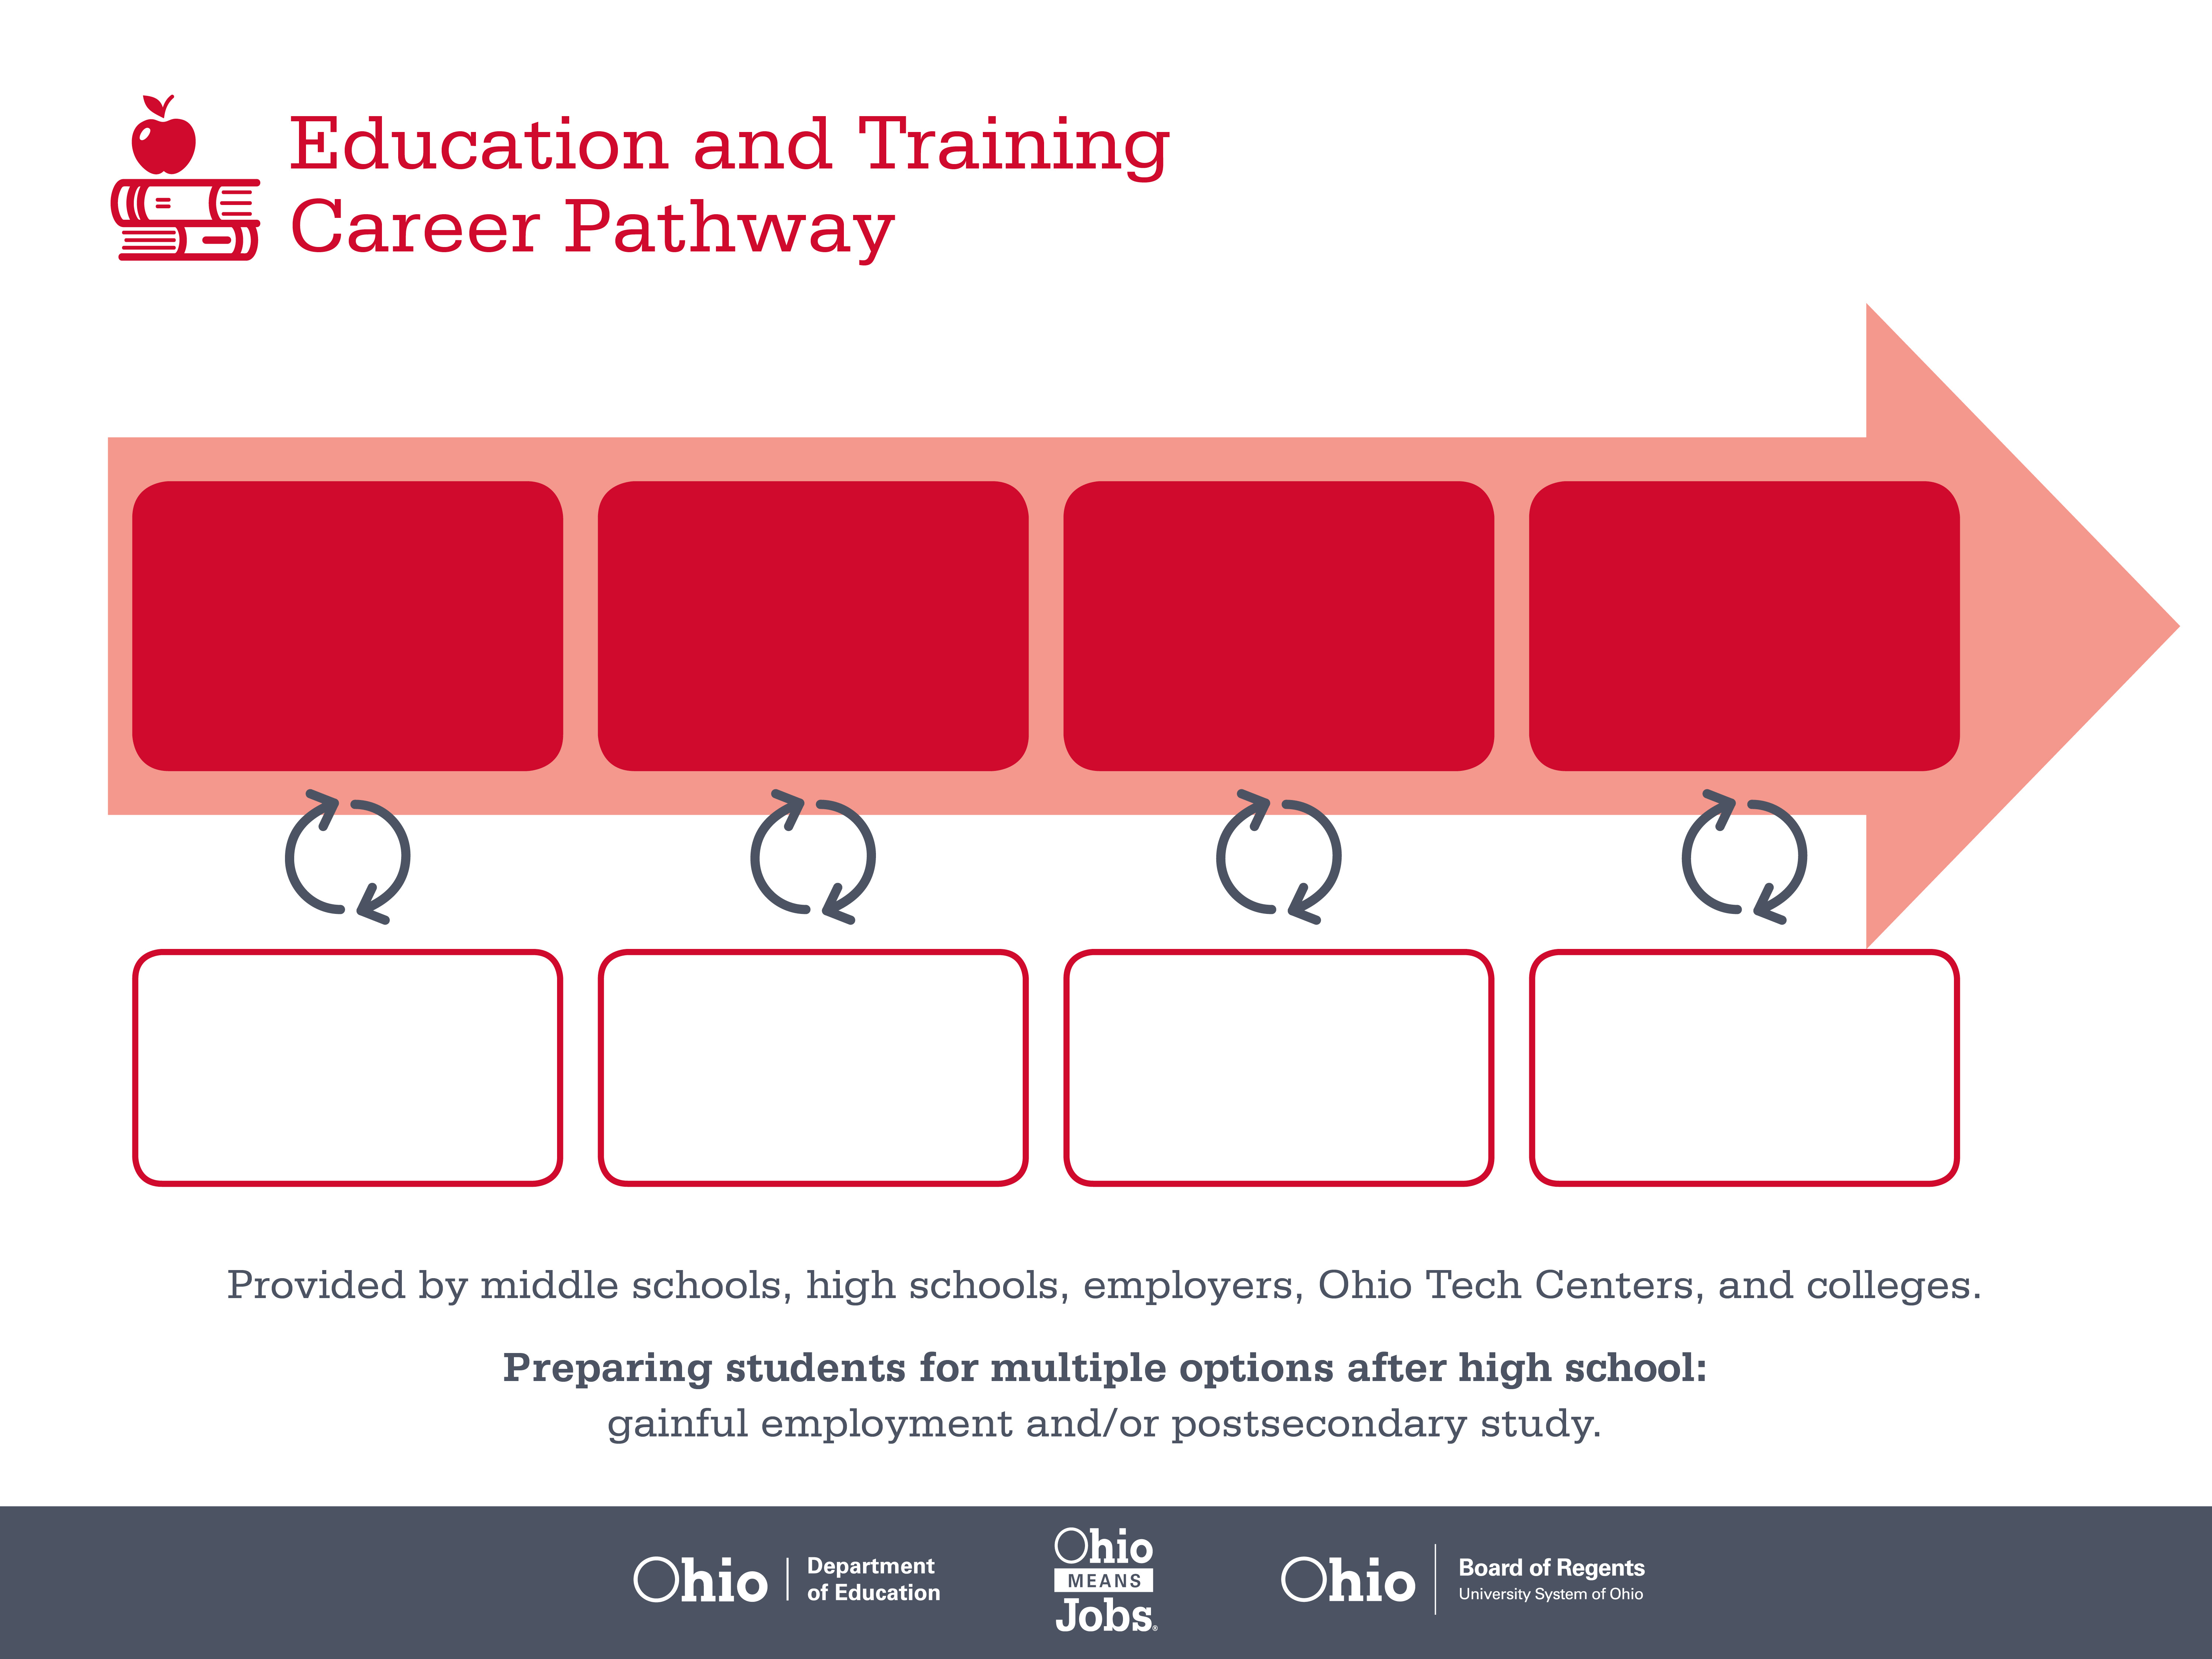 Education and Training
Career Pathway
Provided by middle schools, high schools, employers, Ohio Tech Centers, and colleges.
Preparing students for multiple options after high school:
gainful employment and/or postsecondary study.
Ohio
Department
of Education
Ohio
MEANS
Jobs®
Ohio
Board of Regents
University System of Ohio